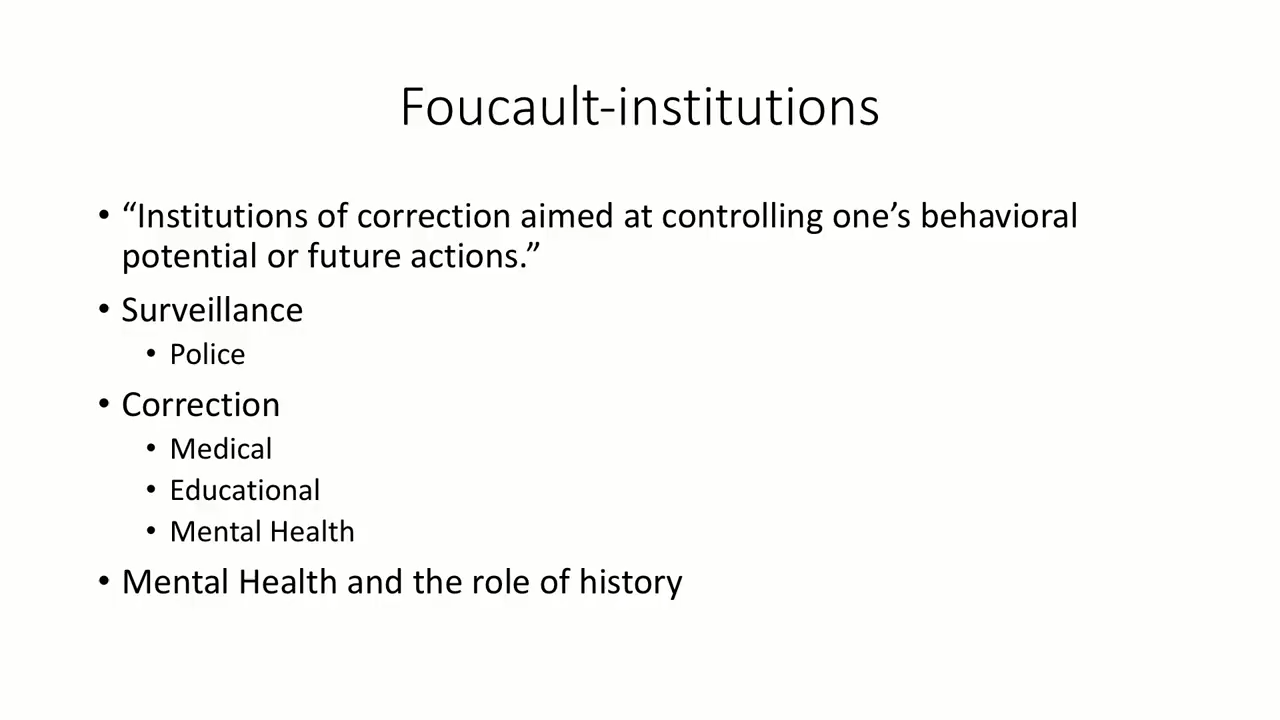 Foucault-institutions
• “Institutions of correction aimed at controlling one’s behavioral
potential or future actions.”
• Surveillance
• Police
• Correction
• Medical
• Educational
• Mental Health
• Mental Health and the role of history